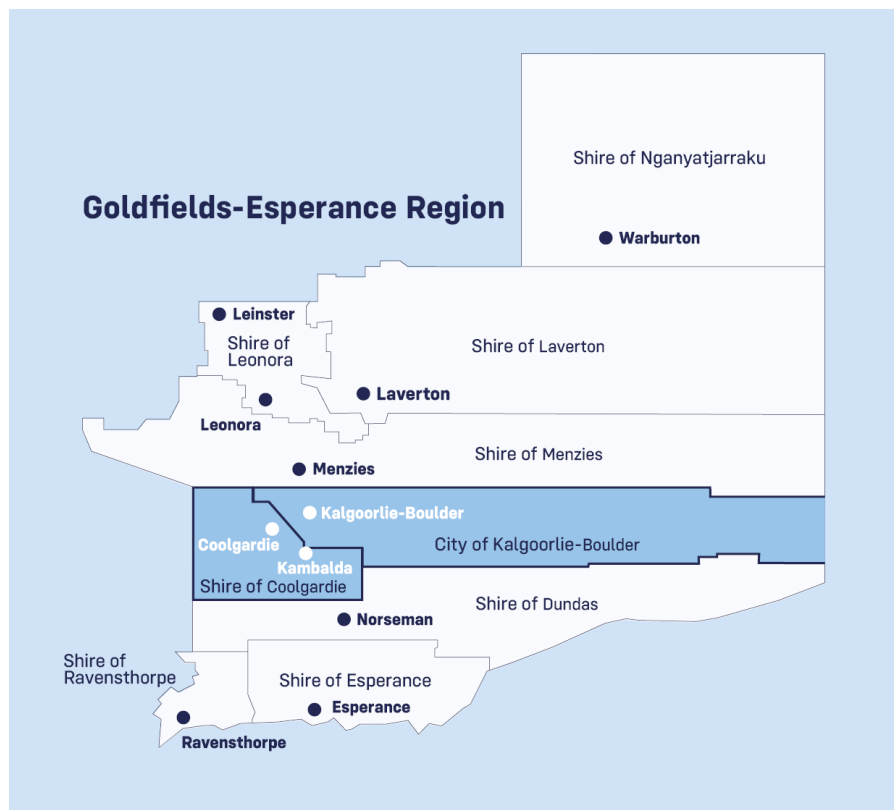 Shire of Nganyatjarraku
Goldfields-Esperance Region
Warburton
Leinster
Shire of
Leonora
Shire of Laverton
Laverton
Leonora
Shire of Menzies
Menzies
Kalgoorlie-Boulder
Coolgardie
City of Kalgoorlie-Boulder
Kambalda
Shire of Coolgardie
Shire of Dundas
Norseman
Shire of
Ravensthorpe
Shire of Esperance
Esperance
Ravensthorpe